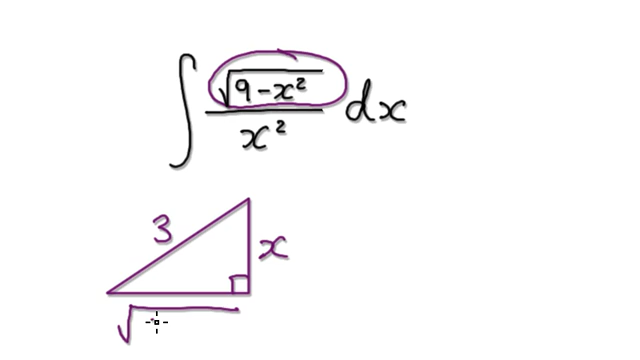 ∫ √(9 – x²) / x² dx
3
x
√